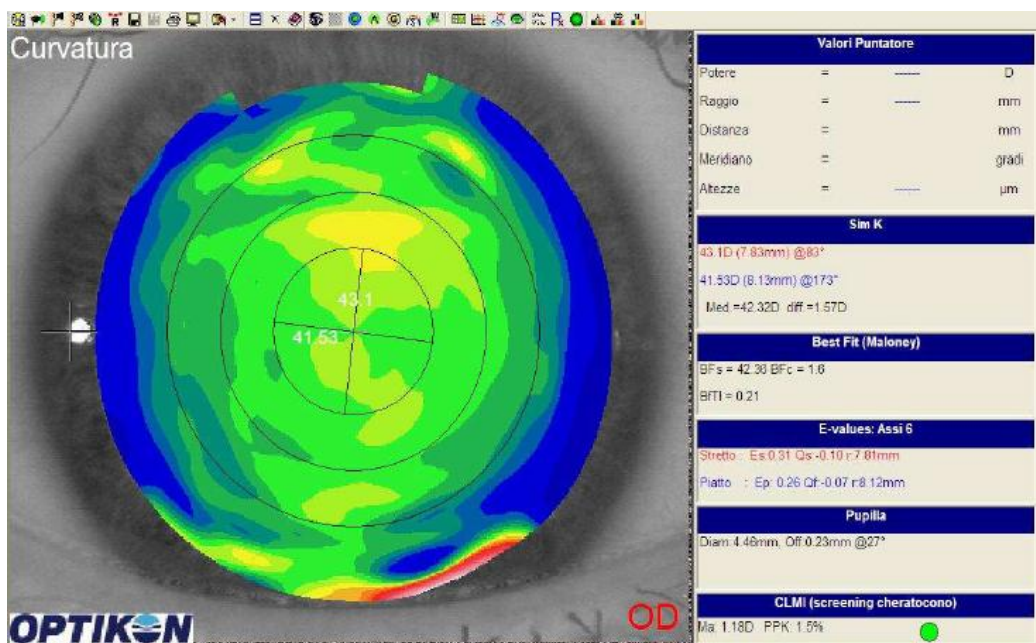 Curvatura
43.1
41.53
OD
OPTIKON
Valori Puntatore
Potere = ------ D
Raggio = ------ mm
Distanza = mm
Meridiano = gradi
Altezze = ------ µm
Sim K
43.1D (7.83mm) @83°
41.53D (8.13mm) @173°
Med =42.32D diff =1.57D
Best Fit (Maloney)
BFs = 42.36 BFc = 1.6
BfTI = 0.21
E-values: Assi 6
Stretto : Es:0.31 Qs:-0.10 r:7.81mm
Piatto : Ep: 0.26 Qf:-0.07 r:8.12mm
Pupilla
Diam:4.46mm, Off:0.23mm @27°
CLMI (screening cheratocono)
Ma: 1.18D PPK: 1.5%